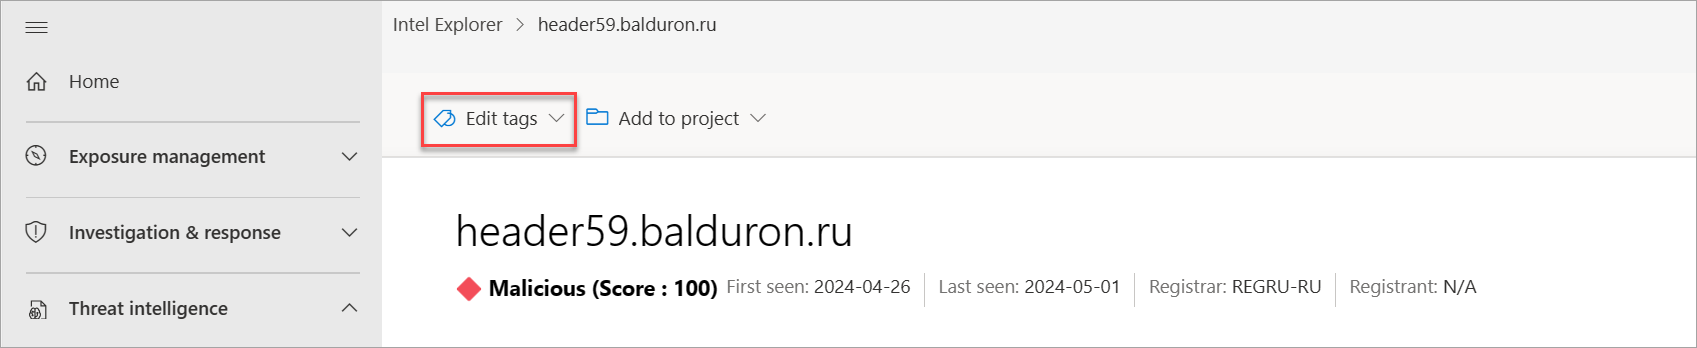 Intel Explorer > header59.balduron.ru
Home
Edit tags
Add to project
Exposure management
header59.balduron.ru
Investigation & response
Malicious (Score : 100) First seen: 2024-04-26 Last seen: 2024-05-01 Registrar: REGRU-RU Registrant: N/A
Threat intelligence